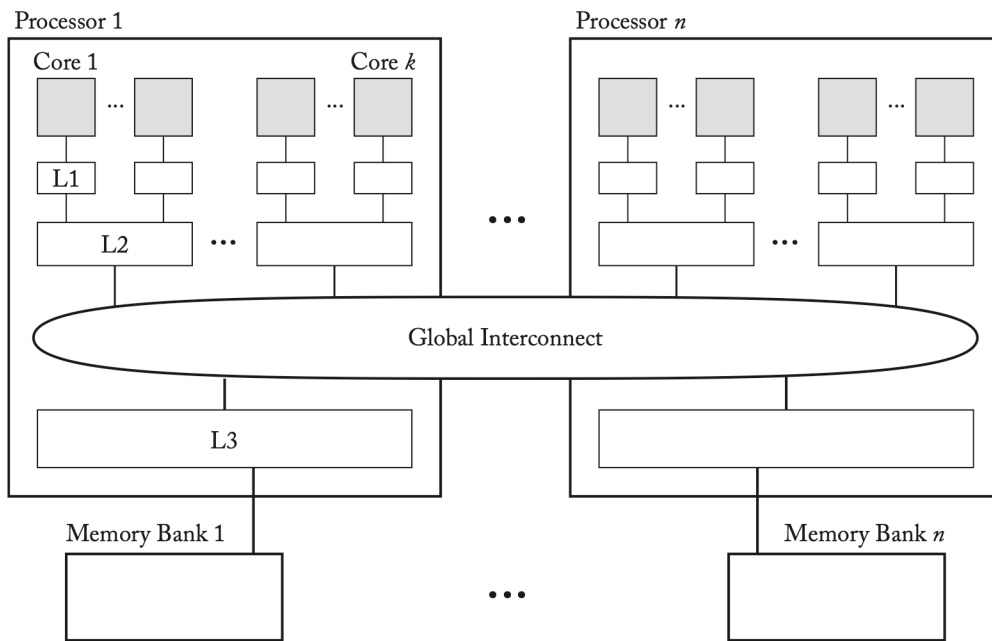 Processor 1
Processor n
Core 1
Core k
...
...
...
...
L1
...
L2
...
...
Global Interconnect
L3
Memory Bank 1
Memory Bank n
...